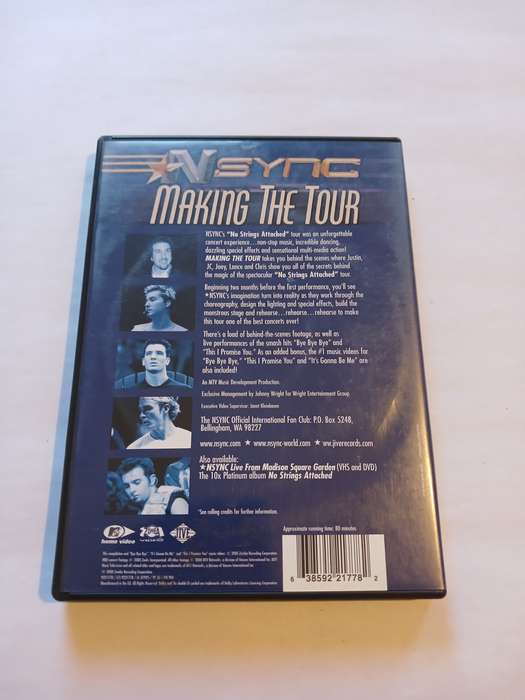 NSYNC
MAKING THE TOUR
NSYNC's "No Strings Attached" tour was an unforgettable
concert experience...non-stop music, incredible dancing,
dazzling special effects and sensational multi-media action!
MAKING THE TOUR takes you behind the scenes where Justin,
JC, Joey, Lance and Chris show you all of the secrets behind
the magic of the spectacular "No Strings Attached" tour.
Beginning two months before the first performance, you'll see
★NSYNC's imagination turn into reality as they work through the
choreography, design the lighting and special effects, build the
monstrous stage and rehearse...rehearse...rehearse to make
this tour one of the best concerts ever!
There's a load of behind-the-scenes footage, as well as
live performances of the smash hits "Bye Bye Bye" and
"This I Promise You." As an added bonus, the #1 music videos for
"Bye Bye Bye," "This I Promise You" and "It's Gonna Be Me" are
also included!
An MTV Music Development Production.
Exclusive Management by Johnny Wright for Wright Entertainment Group
Executive Video Supervisor: Janet Kleinbaum
The NSYNC Official International Fan Club: P.O. Box 5248,
Bellingham, WA 98227
www.nsync.com ★ www.nsync-world.com ★ ww.jiverecords.com
Also available:
★NSYNC Live From Madison Square Garden (VHS and DVD)
The 10x Platinum album No Strings Attached
*See rolling credits for further information.
home video
VIDEO
JIVE
Approximate running time: 80 minutes
6 38592 21778 2